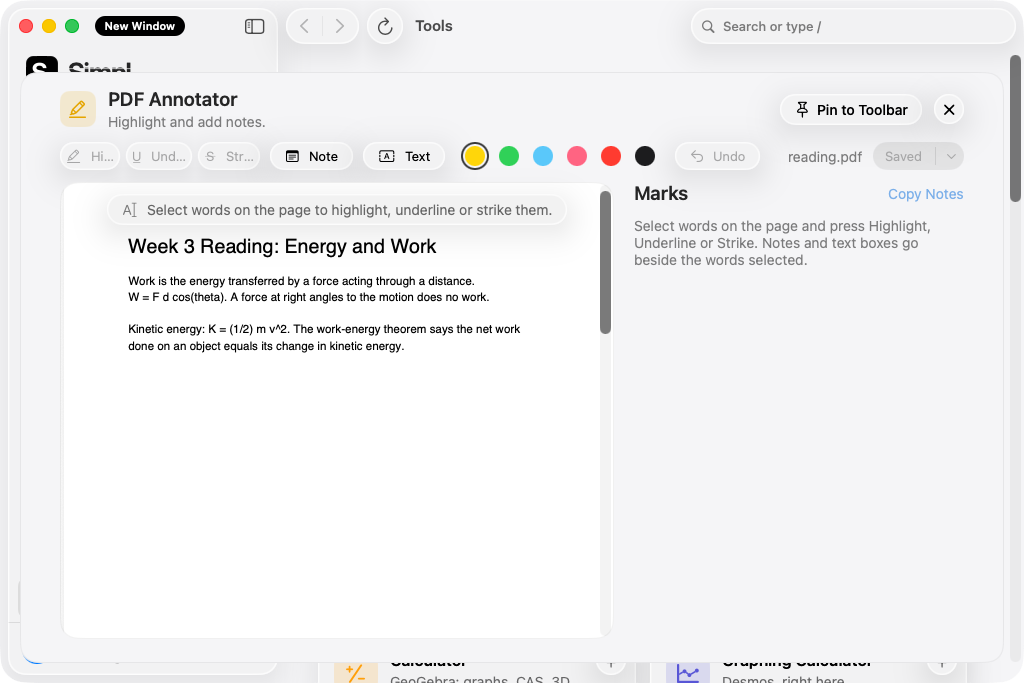 New Window
Tools
Search or type /
PDF Annotator
Highlight and add notes.
Pin to Toolbar
Hi...
U Und...
S Str...
Note
A Text
Undo
reading.pdf
Saved
Select words on the page to highlight, underline or strike them.
Week 3 Reading: Energy and Work
Work is the energy transferred by a force acting through a distance.
W = F d cos(theta). A force at right angles to the motion does no work.
Kinetic energy: K = (1/2) m v^2. The work-energy theorem says the net work
done on an object equals its change in kinetic energy.
Marks
Copy Notes
Select words on the page and press Highlight,
Underline or Strike. Notes and text boxes go
beside the words selected.
Calculator
GeoGebra: graphs, CAS, 3D
Graphing Calculator
Desmos, right here